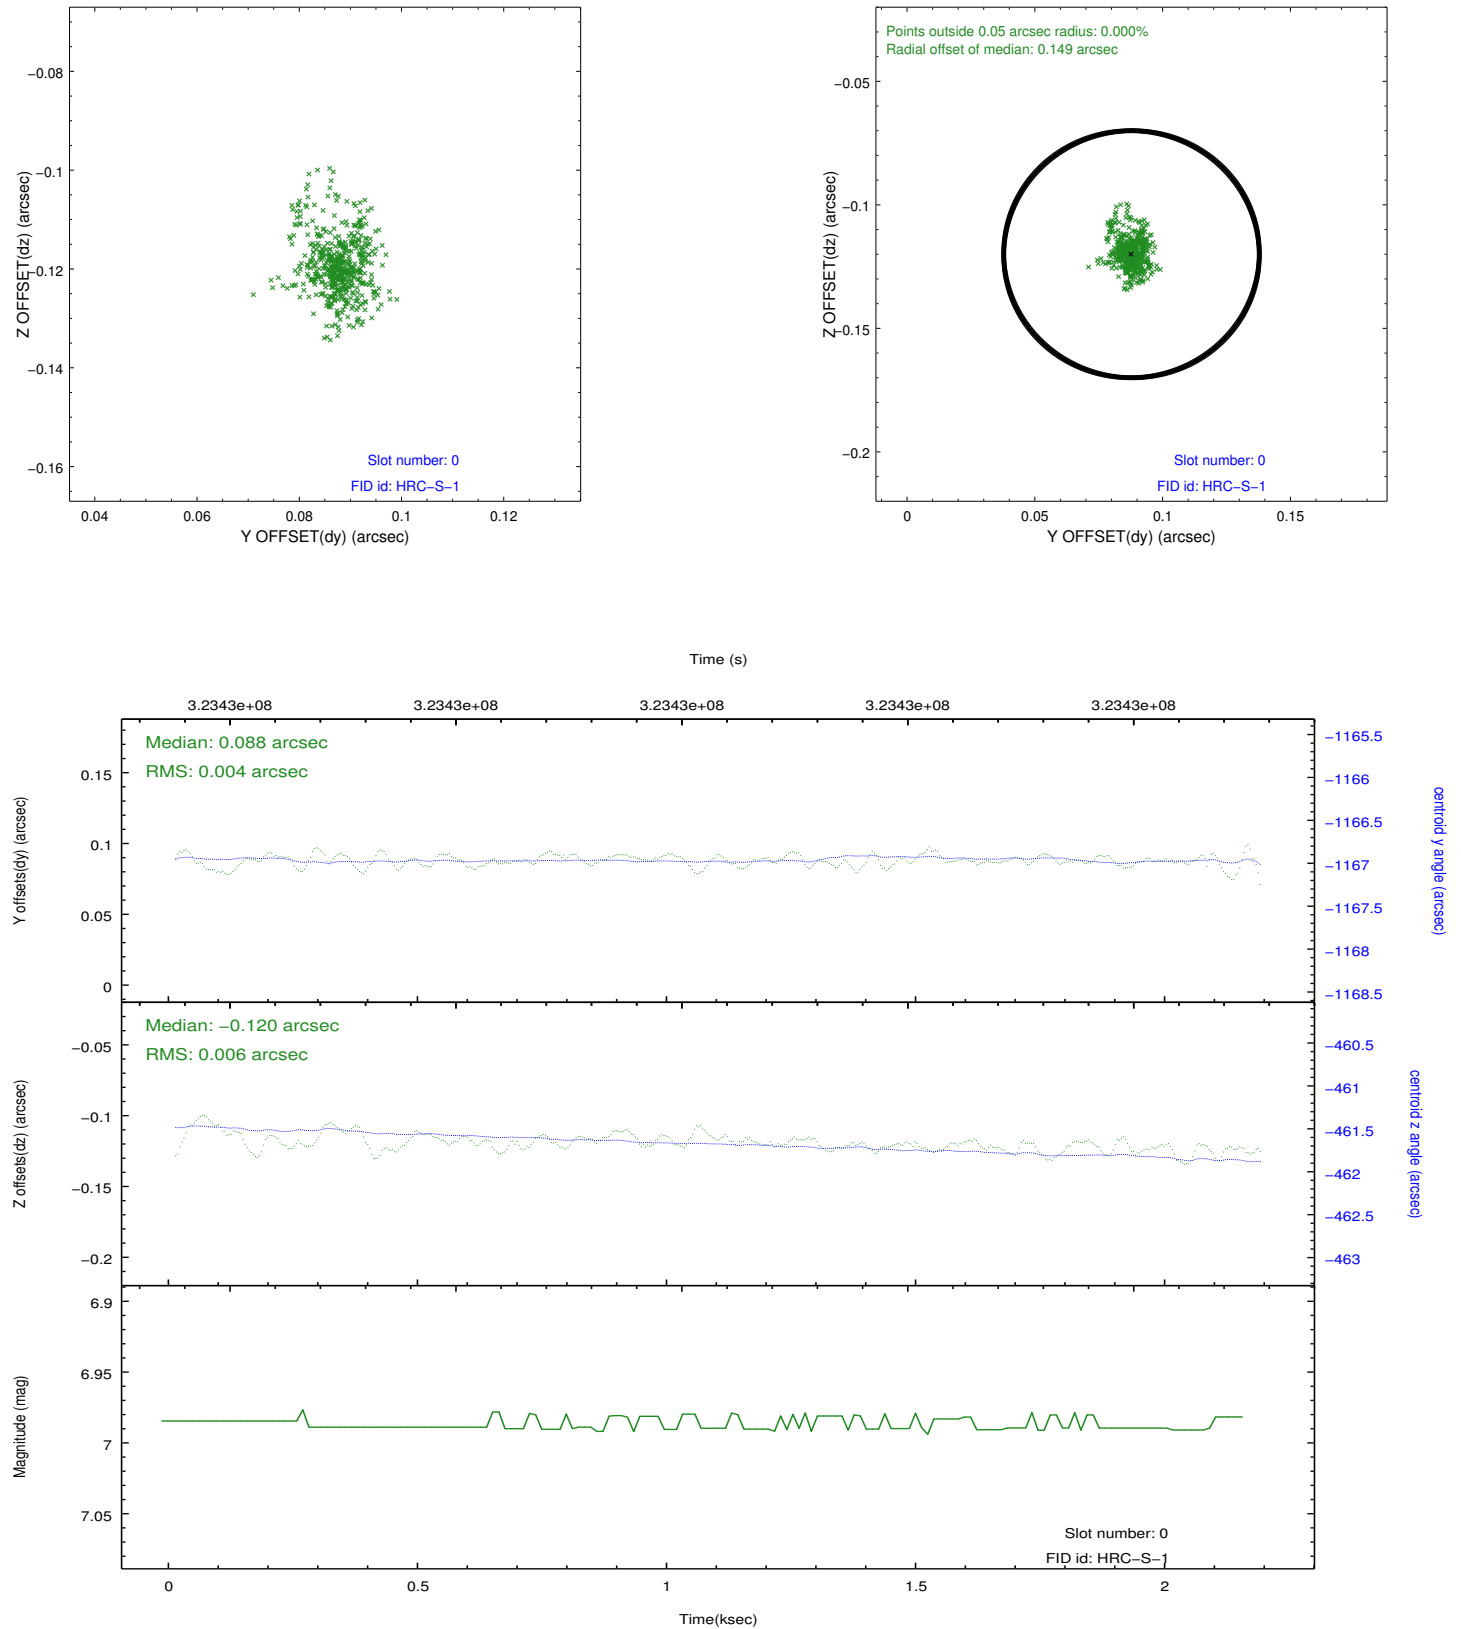 −0.08
−0.1
−0.12
−0.14
−0.16
Z OFFSET(dz) (arcsec)
0.04 0.06 0.08 0.1 0.12
Y OFFSET(dy) (arcsec)
Slot number: 0
FID id: HRC−S−1
Points outside 0.05 arcsec radius: 0.000%
Radial offset of median: 0.149 arcsec
−0.05
−0.1
−0.15
−0.2
Z OFFSET(dz) (arcsec)
0 0.05 0.1 0.15
Y OFFSET(dy) (arcsec)
Slot number: 0
FID id: HRC−S−1
Time (s)
3.2343e+08 3.2343e+08 3.2343e+08 3.2343e+08 3.2343e+08
Median: 0.088 arcsec
RMS: 0.004 arcsec
0.15
0.1
0.05
0
Y offsets(dy) (arcsec)
−1165.5
−1166
−1166.5
−1167
−1167.5
−1168
−1168.5
centroid y angle (arcsec)
Median: −0.120 arcsec
RMS: 0.006 arcsec
−0.05
−0.1
−0.15
−0.2
Z offsets(dz) (arcsec)
−460.5
−461
−461.5
−462
−462.5
−463
centroid z angle (arcsec)
6.9
6.95
7
7.05
Magnitude (mag)
Slot number: 0
FID id: HRC−S−1
0 0.5 1 1.5 2
Time(ksec)